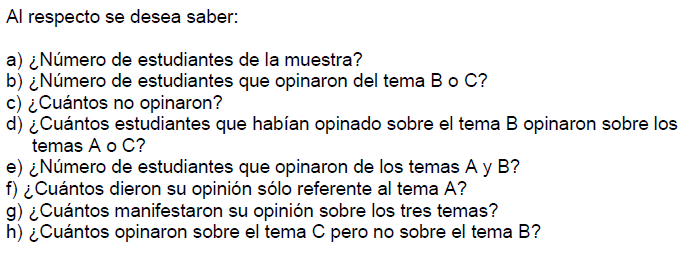 Al respecto se desea saber:
a) ¿Número de estudiantes de la muestra?
b) ¿Número de estudiantes que opinaron del tema B o C?
c) ¿Cuántos no opinaron?
d) ¿Cuántos estudiantes que habían opinado sobre el tema B opinaron sobre los
temas A o C?
e) ¿Número de estudiantes que opinaron de los temas A y B?
f) ¿Cuántos dieron su opinión sólo referente al tema A?
g) ¿Cuántos manifestaron su opinión sobre los tres temas?
h) ¿Cuántos opinaron sobre el tema C pero no sobre el tema B?